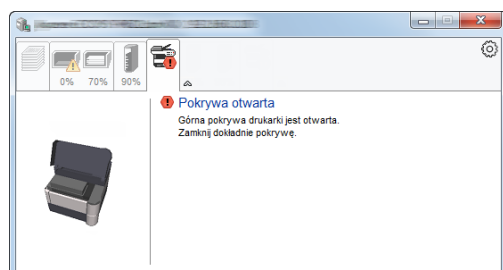 0% 70% 90%
Pokrywa otwarta
Górna pokrywa drukarki jest otwarta.
Zamknij dokładnie pokrywę.